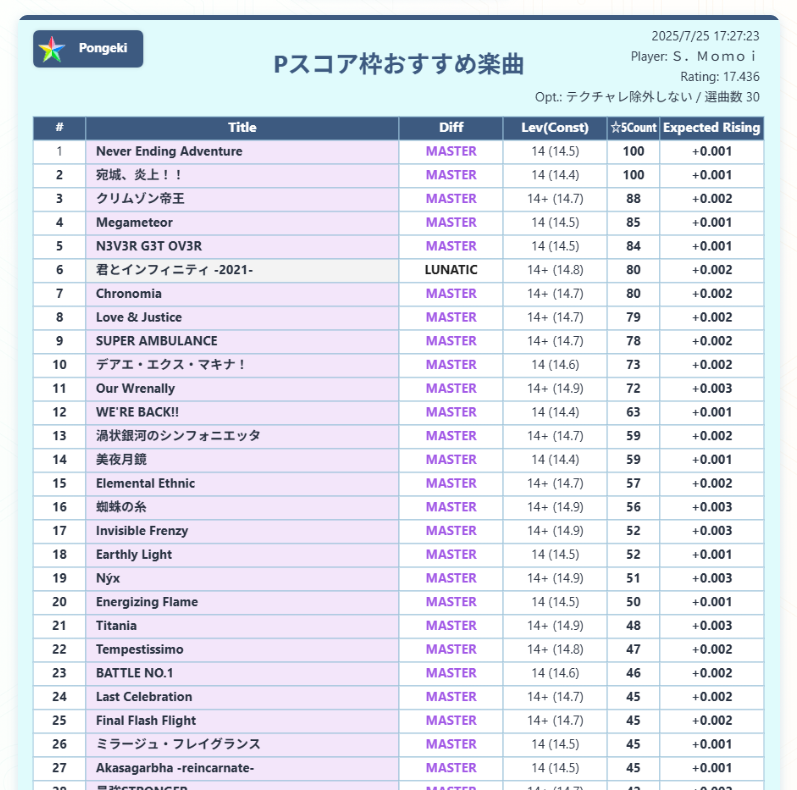 Pongeki
Pスコア枠おすすめ楽曲
2025/7/25 17:27:23
Player: Ｓ．Ｍｏｍｏｉ
Rating: 17.436
Opt.: テクチャレ除外しない / 選曲数 30
# Title Diff Lev(Const) ☆5Count Expected Rising
1 Never Ending Adventure MASTER 14 (14.5) 100 +0.001
2 宛城、炎上！！ MASTER 14 (14.4) 100 +0.001
3 クリムゾン帝王 MASTER 14+ (14.7) 88 +0.002
4 Megameteor MASTER 14 (14.5) 85 +0.001
5 N3V3R G3T OV3R MASTER 14 (14.5) 84 +0.001
6 君とインフィニティ -2021- LUNATIC 14+ (14.8) 80 +0.002
7 Chronomia MASTER 14+ (14.7) 80 +0.002
8 Love & Justice MASTER 14+ (14.7) 79 +0.002
9 SUPER AMBULANCE MASTER 14+ (14.7) 78 +0.002
10 デアエ・エクス・マキナ！ MASTER 14 (14.6) 73 +0.002
11 Our Wrenally MASTER 14+ (14.9) 72 +0.003
12 WE'RE BACK!! MASTER 14 (14.4) 63 +0.001
13 渦状銀河のシンフォニエッタ MASTER 14+ (14.7) 59 +0.002
14 美夜月鏡 MASTER 14 (14.4) 59 +0.001
15 Elemental Ethnic MASTER 14+ (14.7) 57 +0.002
16 蜘蛛の糸 MASTER 14+ (14.9) 56 +0.003
17 Invisible Frenzy MASTER 14+ (14.9) 52 +0.003
18 Earthly Light MASTER 14 (14.5) 52 +0.001
19 Nýx MASTER 14+ (14.9) 51 +0.003
20 Energizing Flame MASTER 14 (14.5) 50 +0.001
21 Titania MASTER 14+ (14.9) 48 +0.003
22 Tempestissimo MASTER 14+ (14.8) 47 +0.002
23 BATTLE NO.1 MASTER 14 (14.6) 46 +0.002
24 Last Celebration MASTER 14+ (14.7) 45 +0.002
25 Final Flash Flight MASTER 14+ (14.7) 45 +0.002
26 ミラージュ・フレイグランス MASTER 14 (14.5) 45 +0.001
27 Akasagarbha -reincarnate- MASTER 14 (14.5) 45 +0.001